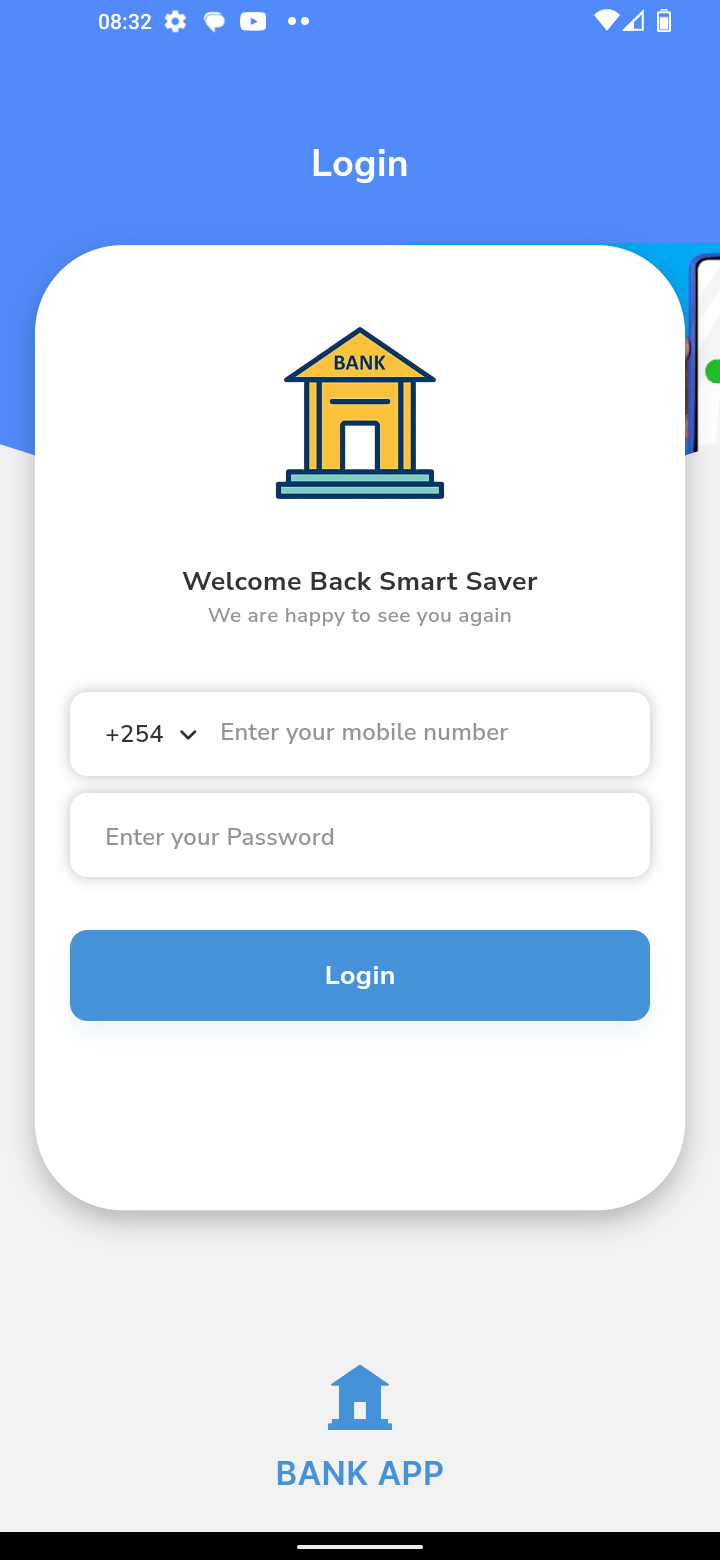 08:32
Login
BANK
Welcome Back Smart Saver
We are happy to see you again
+254 Enter your mobile number
Enter your Password
Login
BANK APP